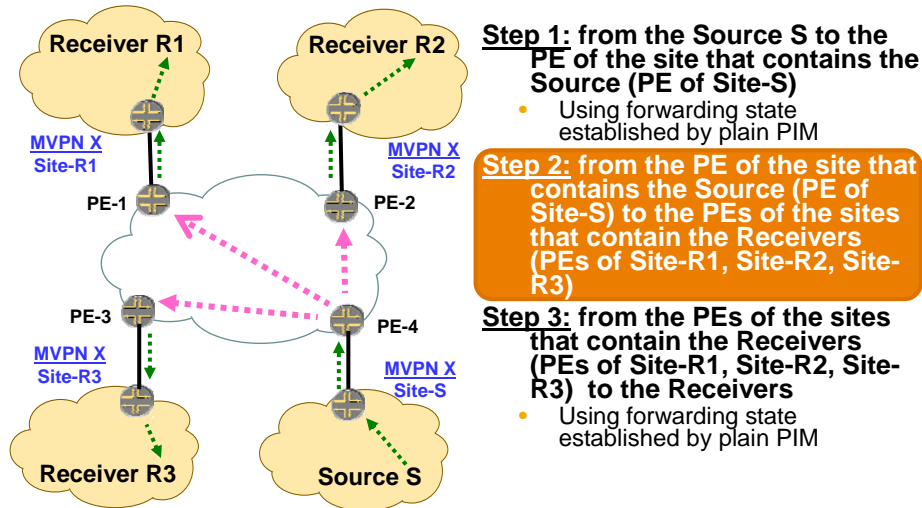 Receiver R1
Receiver R2
MVPN X
Site-R1
MVPN X
Site-R2
PE-1
PE-2
PE-3
PE-4
MVPN X
Site-R3
MVPN X
Site-S
Receiver R3
Source S
Step 1: from the Source S to the
PE of the site that contains the
Source (PE of Site-S)
• Using forwarding state
established by plain PIM
Step 2: from the PE of the site that
contains the Source (PE of
Site-S) to the PEs of the sites
that contain the Receivers
(PEs of Site-R1, Site-R2, Site-
R3)
Step 3: from the PEs of the sites
that contain the Receivers
(PEs of Site-R1, Site-R2, Site-
R3) to the Receivers
• Using forwarding state
established by plain PIM